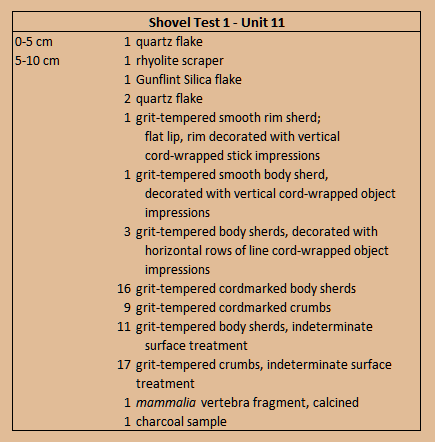 Shovel Test 1 - Unit 11
0-5 cm 1 quartz flake
5-10 cm 1 rhyolite scraper
1 Gunflint Silica flake
2 quartz flake
1 grit-tempered smooth rim sherd;
flat lip, rim decorated with vertical
cord-wrapped stick impressions
1 grit-tempered smooth body sherd,
decorated with vertical cord-wrapped object
impressions
3 grit-tempered body sherds, decorated with
horizontal rows of line cord-wrapped object
impressions
16 grit-tempered cordmarked body sherds
9 grit-tempered cordmarked crumbs
11 grit-tempered body sherds, indeterminate
surface treatment
17 grit-tempered crumbs, indeterminate surface
treatment
1 mammalia vertebra fragment, calcined
1 charcoal sample